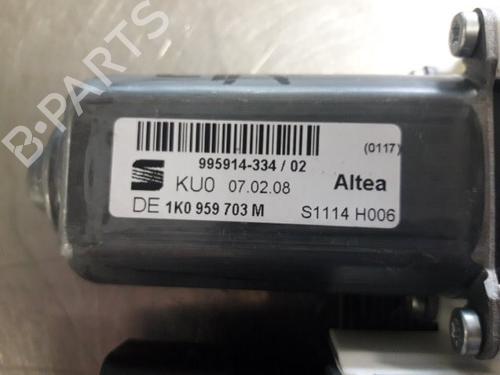 B-PARTS
995914-334 / 02
(0117)
KU0 07.02.08
Altea
DE 1K0 959 703 M
S1114 H006